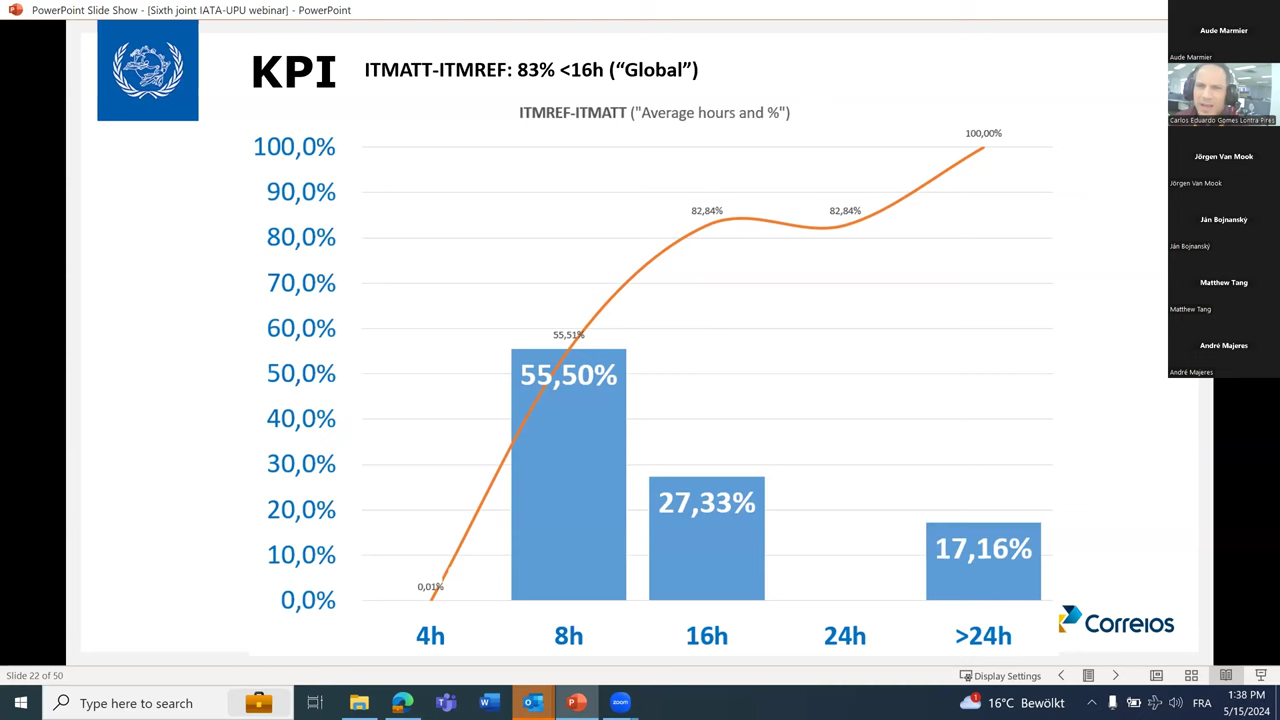 PowerPoint Slide Show - [Sixth joint IATA-UPU webinar] - PowerPoint
KPI
ITMATT-ITMREF: 83% <16h (“Global”)
ITMREF-ITMATT ("Average hours and %")
100,0%
90,0%
80,0%
70,0%
60,0%
50,0%
40,0%
30,0%
20,0%
10,0%
0,0%
0,01%
55,51%
82,84%
82,84%
100,00%
55,50%
27,33%
17,16%
4h
8h
16h
24h
>24h
Correios
Aude Marmier
Aude Marmier
Carlos Eduardo Gomes Lontra Pires
Jörgen Van Mook
Jörgen Van Mook
Ján Bojnanský
Ján Bojnanský
Matthew Tang
Matthew Tang
André Majeres
André Majeres
Slide 22 of 50
Display Settings
Type here to search
1
16°C Bewölkt
FRA
1:38 PM
5/15/2024
zoom